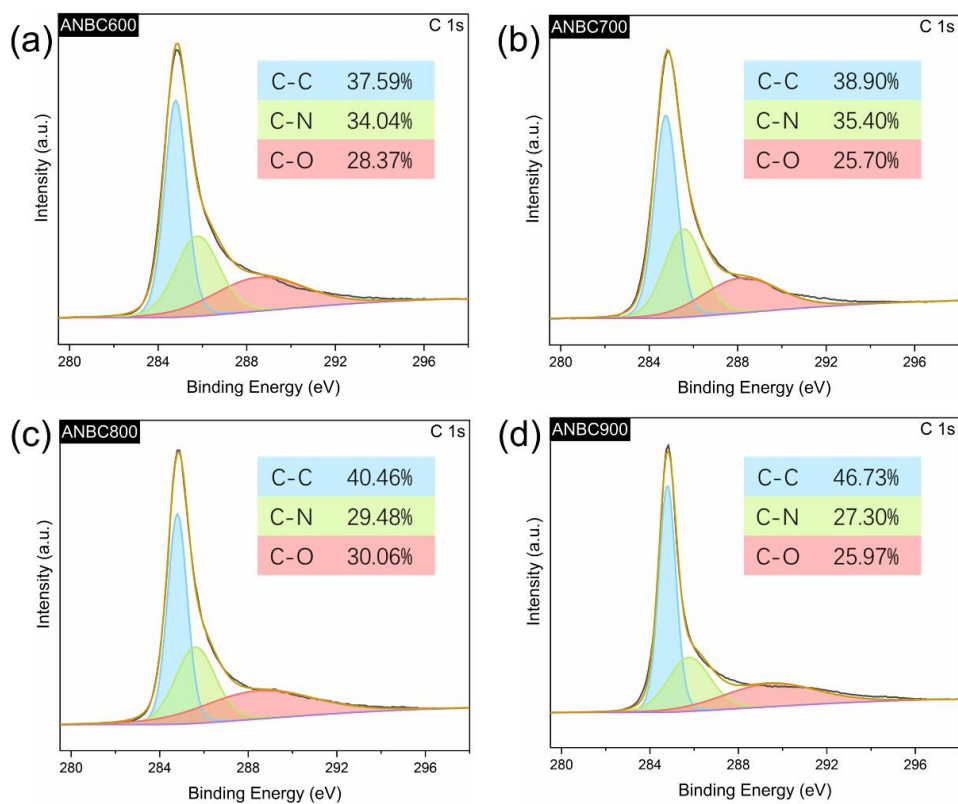 (a)
ANBC600
C 1s
C-C 37.59%
C-N 34.04%
C-O 28.37%
Intensity (a.u.)
280 284 288 292 296
Binding Energy (eV)
(b)
ANBC700
C 1s
C-C 38.90%
C-N 35.40%
C-O 25.70%
Intensity (a.u.)
280 284 288 292 296
Binding Energy (eV)
(c)
ANBC800
C 1s
C-C 40.46%
C-N 29.48%
C-O 30.06%
Intensity (a.u.)
280 284 288 292 296
Binding Energy (eV)
(d)
ANBC900
C 1s
C-C 46.73%
C-N 27.30%
C-O 25.97%
Intensity (a.u.)
280 284 288 292 296
Binding Energy (eV)